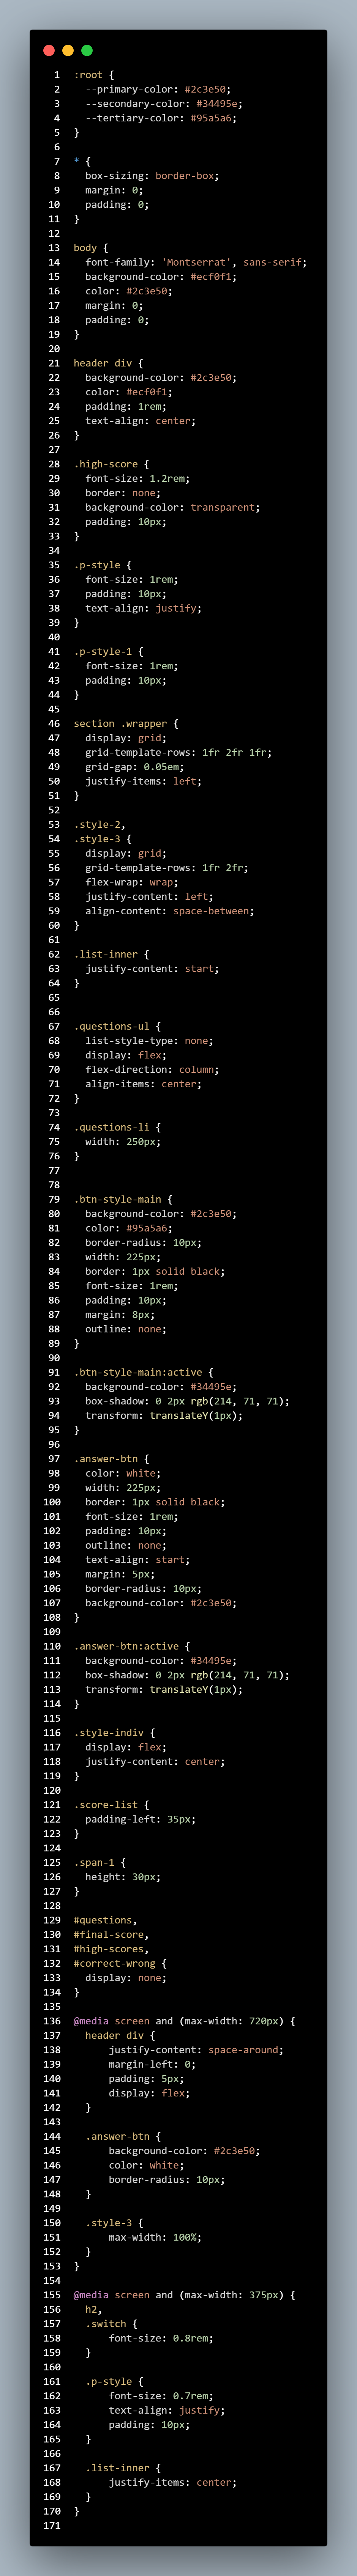 1 :root {
2 --primary-color: #2c3e50;
3 --secondary-color: #34495e;
4 --tertiary-color: #95a5a6;
5 }
6
7 * {
8 box-sizing: border-box;
9 margin: 0;
10 padding: 0;
11 }
12
13 body {
14 font-family: 'Montserrat', sans-serif;
15 background-color: #ecf0f1;
16 color: #2c3e50;
17 margin: 0;
18 padding: 0;
19 }
20
21 header div {
22 background-color: #2c3e50;
23 color: #ecf0f1;
24 padding: 1rem;
25 text-align: center;
26 }
27
28 .high-score {
29 font-size: 1.2rem;
30 border: none;
31 background-color: transparent;
32 padding: 10px;
33 }
34
35 .p-style {
36 font-size: 1rem;
37 padding: 10px;
38 text-align: justify;
39 }
40
41 .p-style-1 {
42 font-size: 1rem;
43 padding: 10px;
44 }
45
46 section .wrapper {
47 display: grid;
48 grid-template-rows: 1fr 2fr 1fr;
49 grid-gap: 0.05em;
50 justify-items: left;
51 }
52
53 .style-2,
54 .style-3 {
55 display: grid;
56 grid-template-rows: 1fr 2fr;
57 flex-wrap: wrap;
58 justify-content: left;
59 align-content: space-between;
60 }
61
62 .list-inner {
63 justify-content: start;
64 }
65
66
67 .questions-ul {
68 list-style-type: none;
69 display: flex;
70 flex-direction: column;
71 align-items: center;
72 }
73
74 .questions-li {
75 width: 250px;
76 }
77
78
79 .btn-style-main {
80 background-color: #2c3e50;
81 color: #95a5a6;
82 border-radius: 10px;
83 width: 225px;
84 border: 1px solid black;
85 font-size: 1rem;
86 padding: 10px;
87 margin: 8px;
88 outline: none;
89 }
90
91 .btn-style-main:active {
92 background-color: #34495e;
93 box-shadow: 0 2px rgb(214, 71, 71);
94 transform: translateY(1px);
95 }
96
97 .answer-btn {
98 color: white;
99 width: 225px;
100 border: 1px solid black;
101 font-size: 1rem;
102 padding: 10px;
103 outline: none;
104 text-align: start;
105 margin: 5px;
106 border-radius: 10px;
107 background-color: #2c3e50;
108 }
109
110 .answer-btn:active {
111 background-color: #34495e;
112 box-shadow: 0 2px rgb(214, 71, 71);
113 transform: translateY(1px);
114 }
115
116 .style-indiv {
117 display: flex;
118 justify-content: center;
119 }
120
121 .score-list {
122 padding-left: 35px;
123 }
124
125 .span-1 {
126 height: 30px;
127 }
128
129 #questions,
130 #final-score,
131 #high-scores,
132 #correct-wrong {
133 display: none;
134 }
135
136 @media screen and (max-width: 720px) {
137 header div {
138 justify-content: space-around;
139 margin-left: 0;
140 padding: 5px;
141 display: flex;
142 }
143
144 .answer-btn {
145 background-color: #2c3e50;
146 color: white;
147 border-radius: 10px;
148 }
149
150 .style-3 {
151 max-width: 100%;
152 }
153 }
154
155 @media screen and (max-width: 375px) {
156 h2,
157 .switch {
158 font-size: 0.8rem;
159 }
160
161 .p-style {
162 font-size: 0.7rem;
163 text-align: justify;
164 padding: 10px;
165 }
166
167 .list-inner {
168 justify-items: center;
169 }
170 }
171